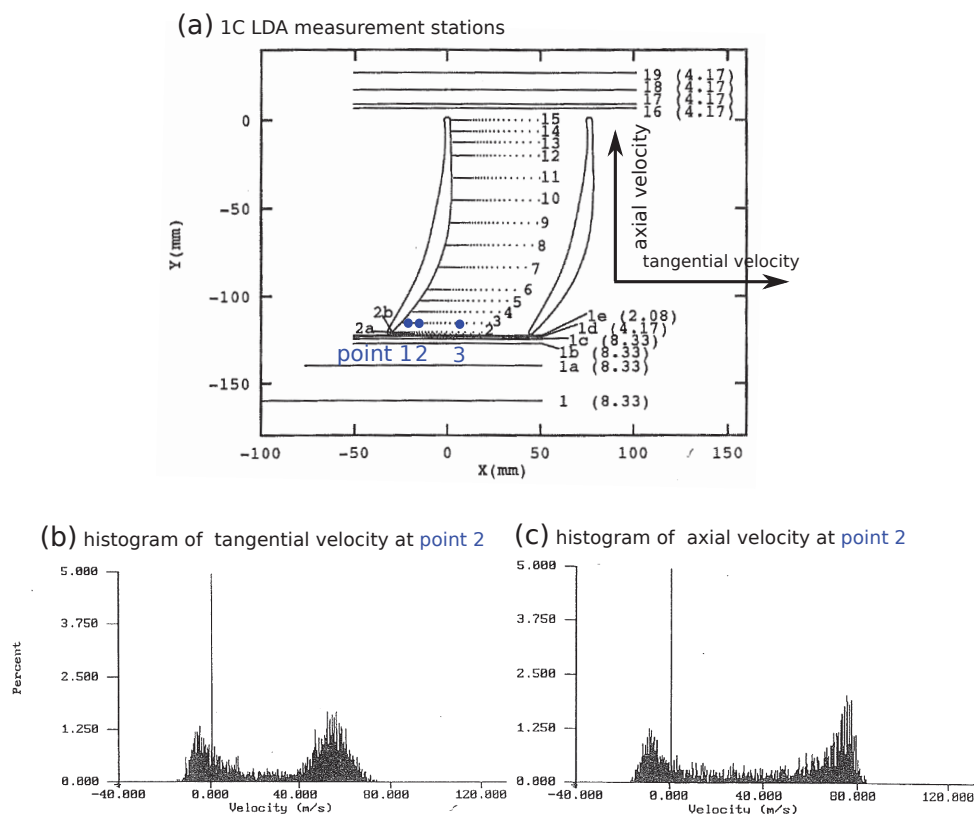 (a) 1C LDA measurement stations
19 (4.17)
18 (4.17)
17 (4.17)
16 (4.17)
0
-50
-100
-150
Y(mm)
15
14
13
12
11
10
9
8
7
6
5
4
3
2
2b
2a
1e (2.08)
1d (4.17)
1c (8.33)
1b (8.33)
1a (8.33)
1 (8.33)
point 1 2 3
axial velocity
tangential velocity
-100 -50 0 50 100 150
X(mm)
(b) histogram of tangential velocity at point 2
5.000
3.750
2.500
1.250
0.000
Percent
-40.000 0.000 40.000 80.000 120.000
Velocity (m/s)
(c) histogram of axial velocity at point 2
5.000
3.750
2.500
1.250
0.000
-40.000 0.000 40.000 80.000 120.000
Velocity (m/s)